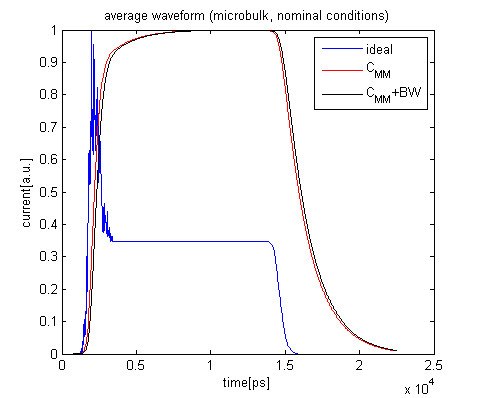 average waveform (microbulk, nominal conditions)
current[a.u.]
1
0.9
0.8
0.7
0.6
0.5
0.4
0.3
0.2
0.1
0
ideal
C_MM
C_MM+BW
0 0.5 1 1.5 2 2.5
x 10^4
time[ps]